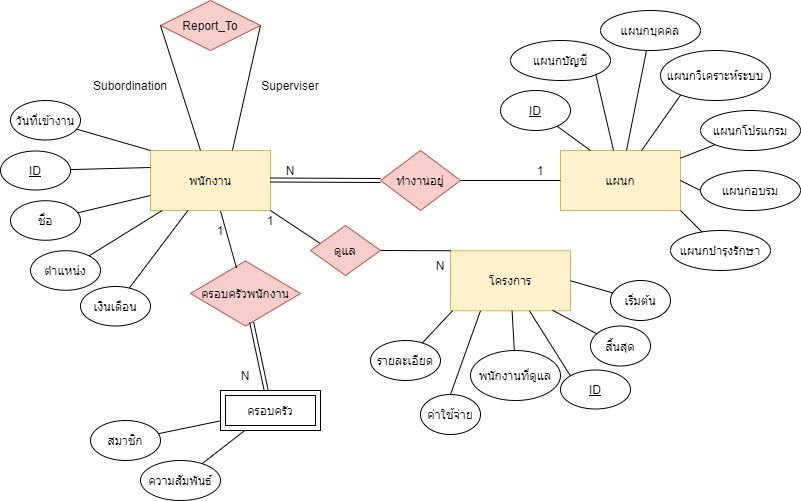 Report_To
Subordination
Superviser
แผนกบุคคล
แผนกบัญชี
แผนกวิเคราะห์ระบบ
ID
แผนกโปรแกรม
วันที่เข้างาน
ID
พนักงาน
N
ทำงานอยู่
1
แผนก
แผนกอบรม
ชื่อ
1
1
ดูแล
N
แผนกบำรุงรักษา
ตำแหน่ง
เงินเดือน
ครอบครัวพนักงาน
โครงการ
เริ่มต้น
สิ้นสุด
รายละเอียด
พนักงานที่ดูแล
ID
ค่าใช้จ่าย
N
ครอบครัว
สมาชิก
ความสัมพันธ์